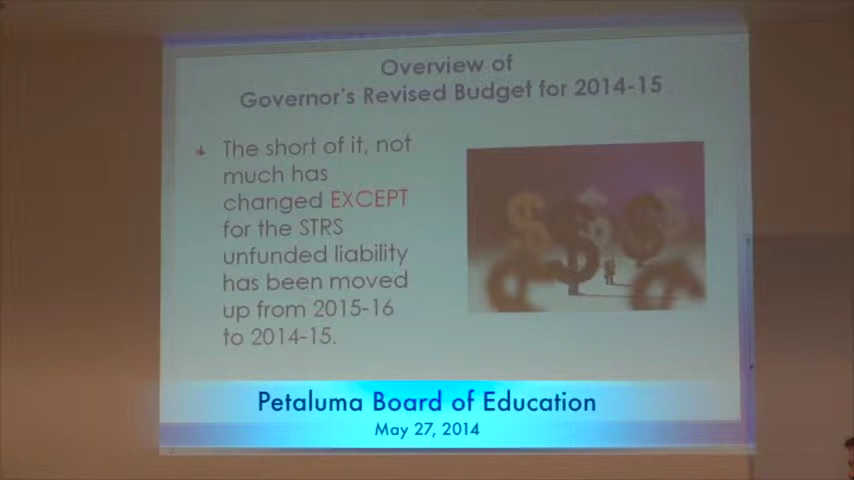 Overview of
Governor's Revised Budget for 2014-15
The short of it, not
much has
changed EXCEPT
for the STRS
unfunded liability
has been moved
up from 2015-16
to 2014-15.
Petaluma Board of Education
May 27, 2014